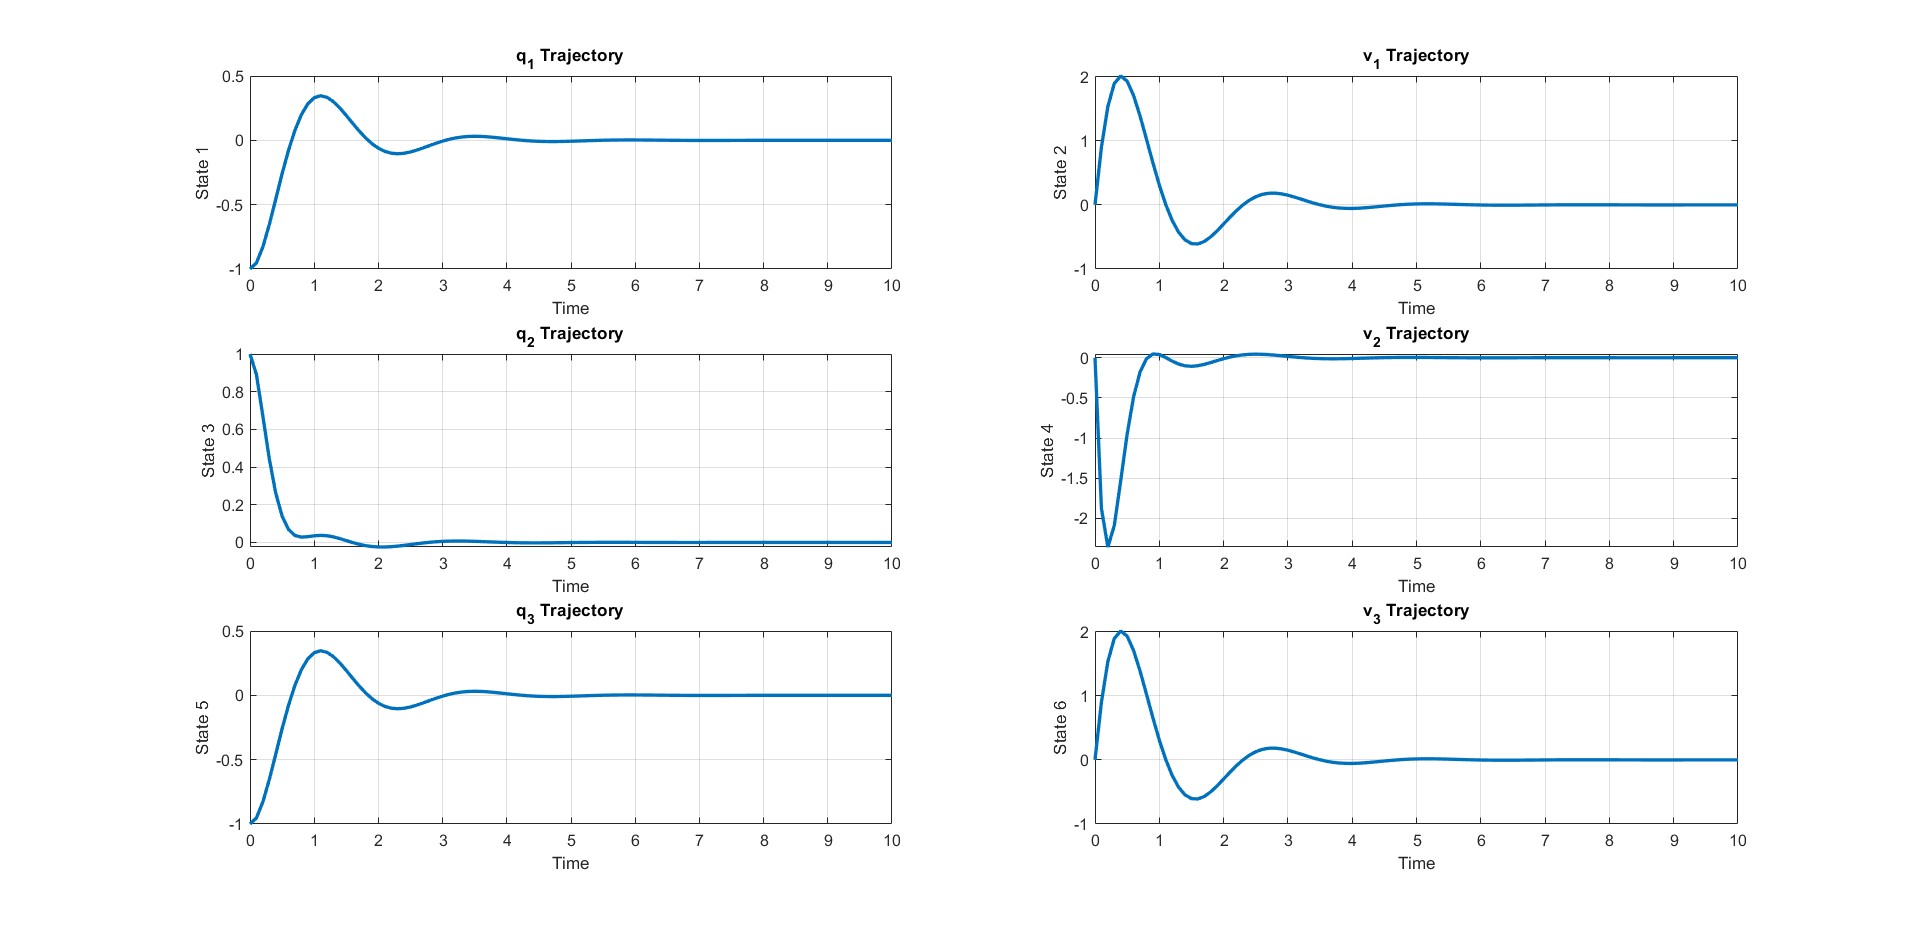 q1 Trajectory
0.5
0
-0.5
-1
State 1
0 1 2 3 4 5 6 7 8 9 10
Time
v1 Trajectory
2
1
0
-1
State 2
0 1 2 3 4 5 6 7 8 9 10
Time
q2 Trajectory
1
0.8
0.6
0.4
0.2
0
State 3
0 1 2 3 4 5 6 7 8 9 10
Time
v2 Trajectory
0
-0.5
-1
-1.5
-2
State 4
0 1 2 3 4 5 6 7 8 9 10
Time
q3 Trajectory
0.5
0
-0.5
-1
State 5
0 1 2 3 4 5 6 7 8 9 10
Time
v3 Trajectory
2
1
0
-1
State 6
0 1 2 3 4 5 6 7 8 9 10
Time